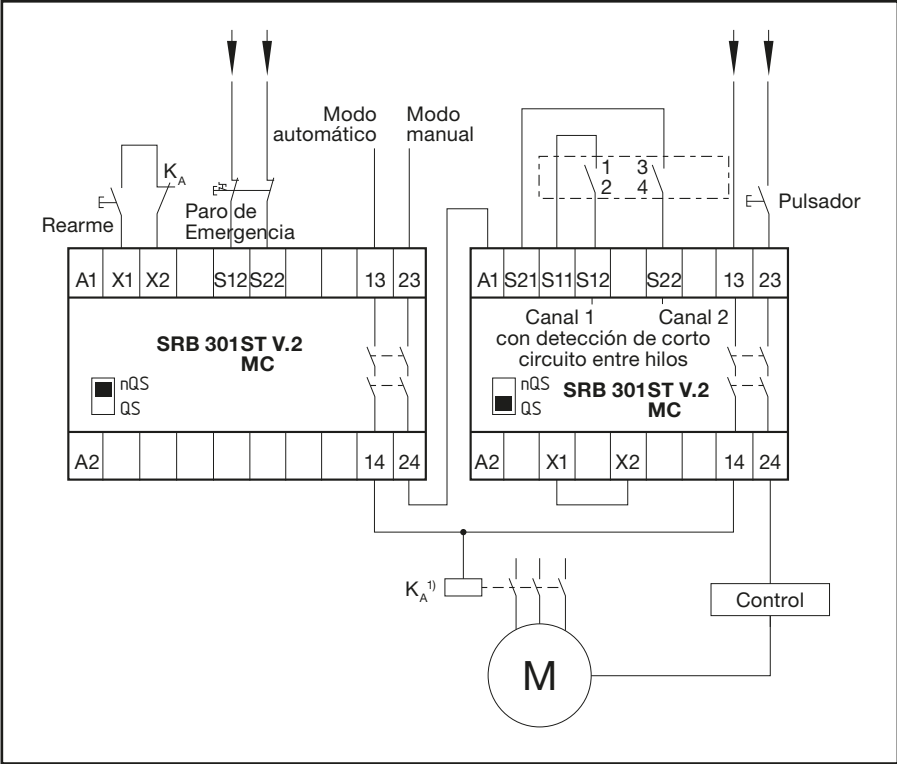 Modo automático
Modo manual
K_A
Rearme
Paro de Emergencia
1
2
3
4
Pulsador
A1 X1 X2 S12 S22 13 23
SRB 301ST V.2
MC
nQS
QS
A2 14 24
A1 S21 S11 S12 S22 13 23
Canal 1 Canal 2
con detección de corto
circuito entre hilos
nQS
QS
SRB 301ST V.2
MC
A2 X1 X2 14 24
K_A 1)
Control
M